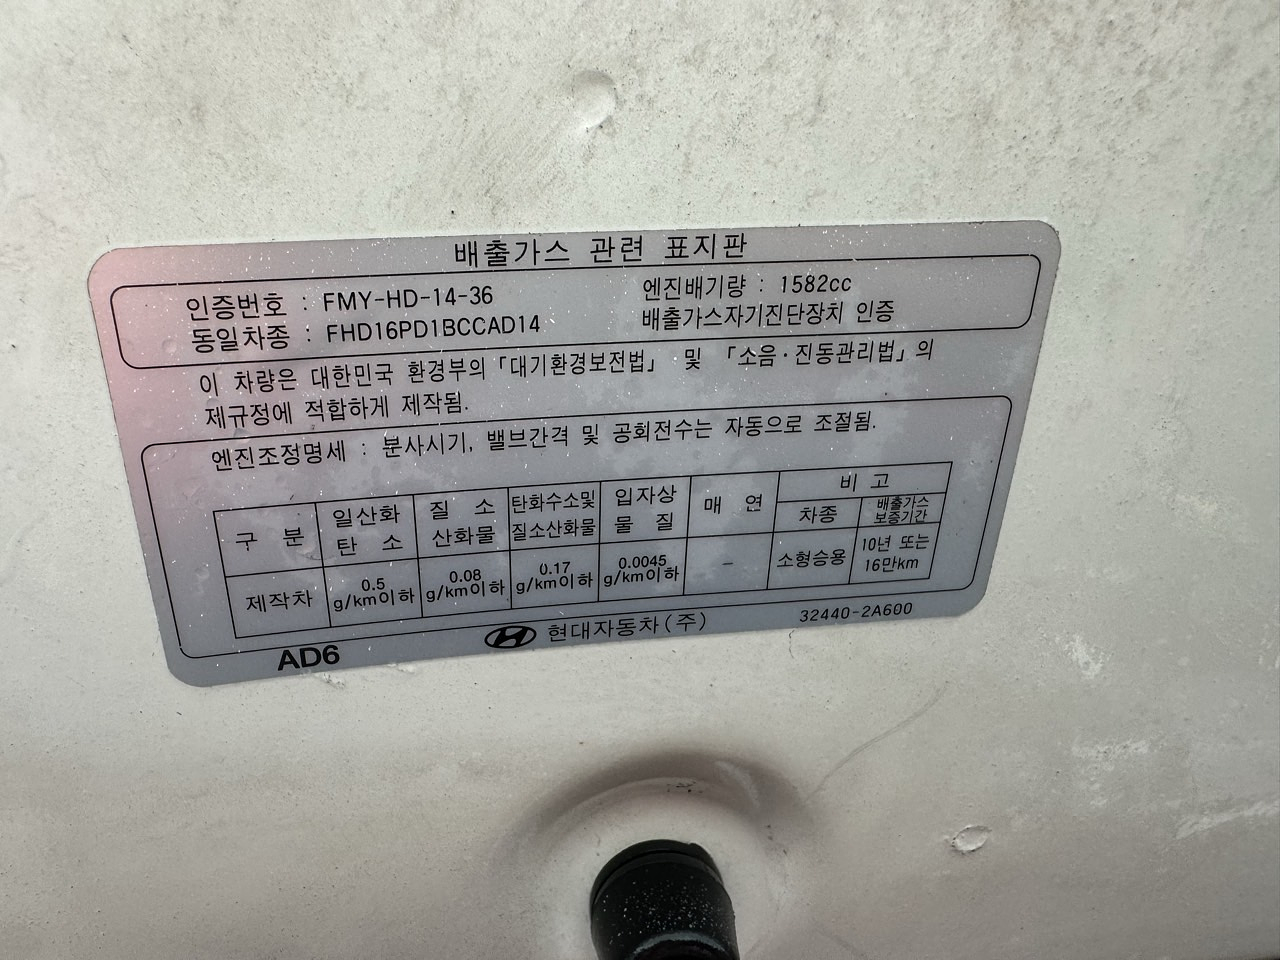 배출가스 관련 표지판
인증번호 : FMY-HD-14-36 엔진배기량 : 1582cc
동일차종 : FHD16PD1BCCAD14 배출가스자기진단장치 인증
이 차량은 대한민국 환경부의 「대기환경보전법」 및 「소음·진동관리법」의
제규정에 적합하게 제작됨.
엔진조정명세 : 분사시기, 밸브간격 및 공회전수는 자동으로 조절됨.
구 분 일산화 탄 소 질 소 산화물 탄화수소및 질소산화물 입자상 물 질 매 연 비 고
차종 배출가스 보증기간
제작차 0.5 g/km이하 0.08 g/km이하 0.17 g/km이하 0.0045 g/km이하 - 소형승용 10년 또는 16만km
AD6 현대자동차(주) 32440-2A600